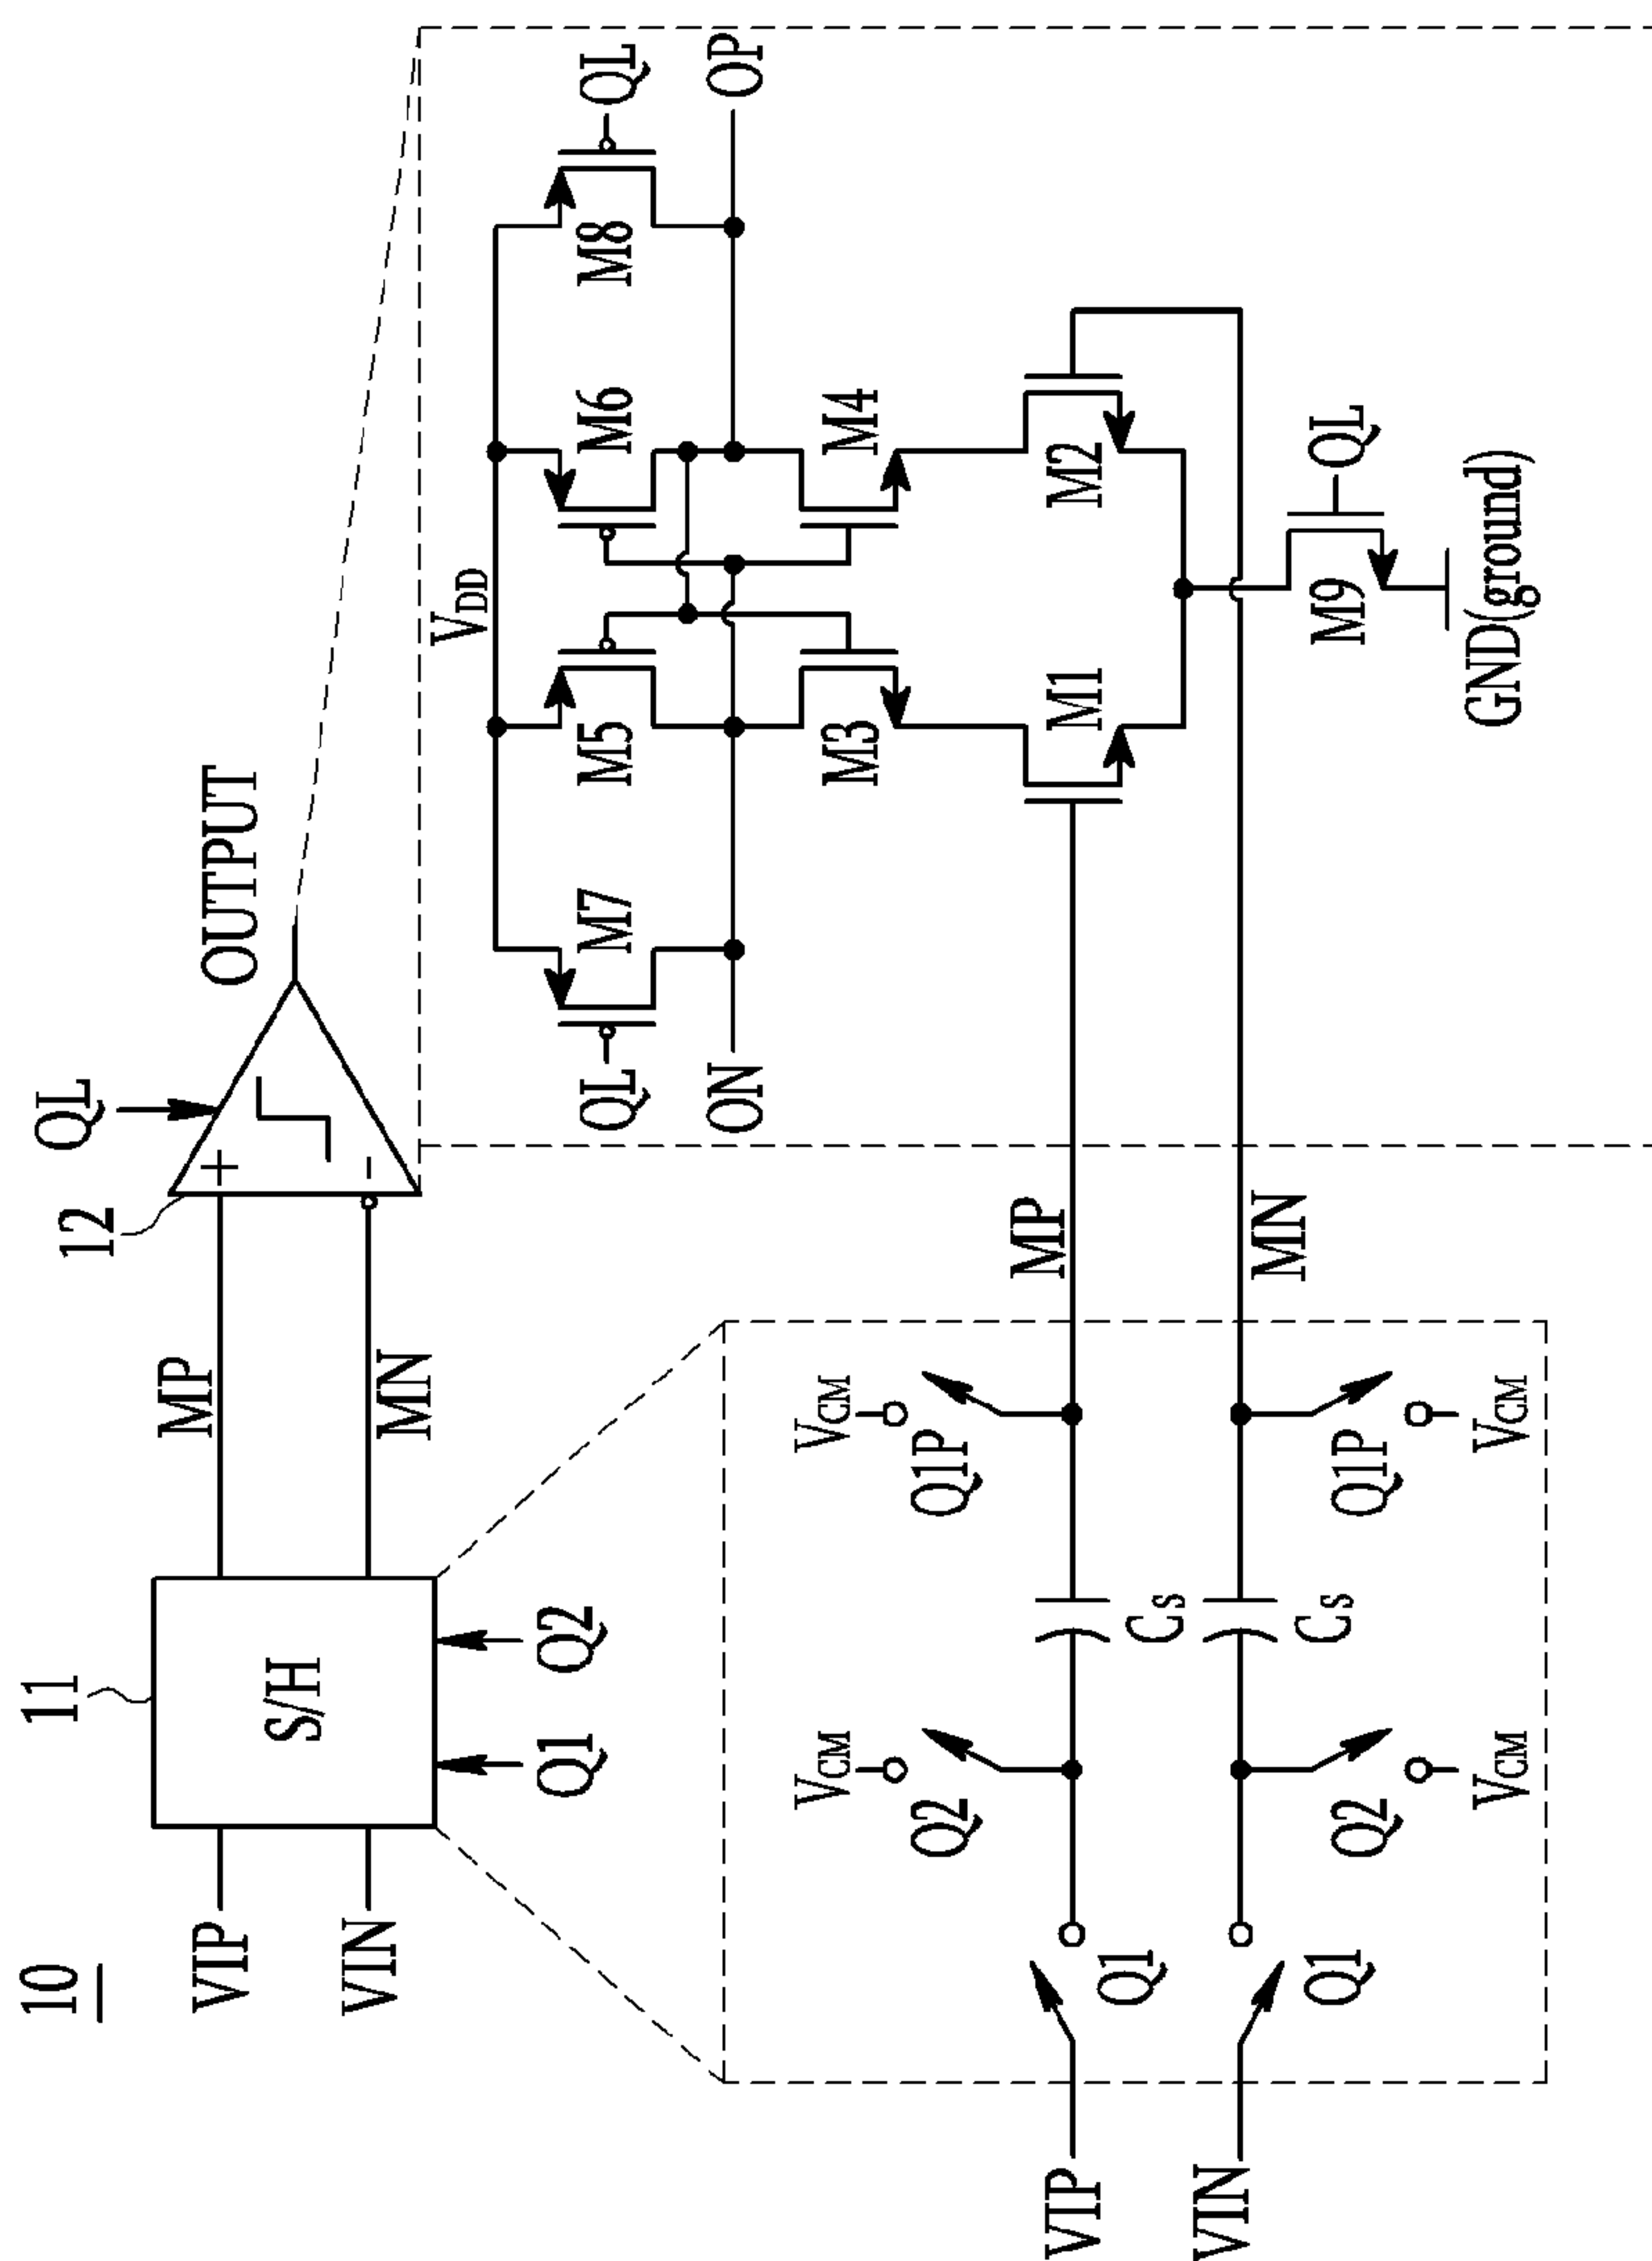 10
11
12
QL
VIP
VIN
S/H
MP
MN
+
-
OUTPUT
Q1
Q2
VDD
QL
M7
M5
M6
M8
QL
ON
OP
M3
M4
VCM
VCM
Q2
Q1P
VIP
MP
M1
M2
Q1
CS
VIN
MN
Q1
CS
Q2
Q1P
M9
QL
VCM
VCM
GND(ground)